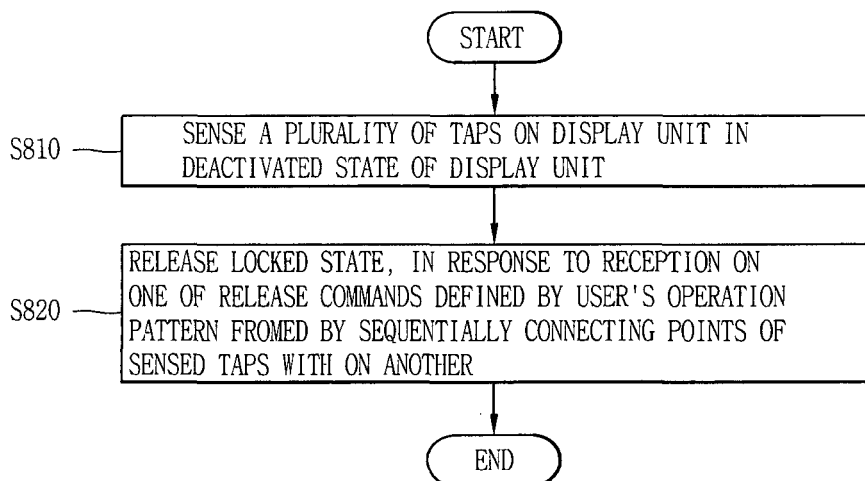 START
S810
SENSE A PLURALITY OF TAPS ON DISPLAY UNIT IN
DEACTIVATED STATE OF DISPLAY UNIT
S820
RELEASE LOCKED STATE, IN RESPONSE TO RECEPTION ON
ONE OF RELEASE COMMANDS DEFINED BY USER'S OPERATION
PATTERN FROMED BY SEQUENTIALLY CONNECTING POINTS OF
SENSED TAPS WITH ON ANOTHER
END